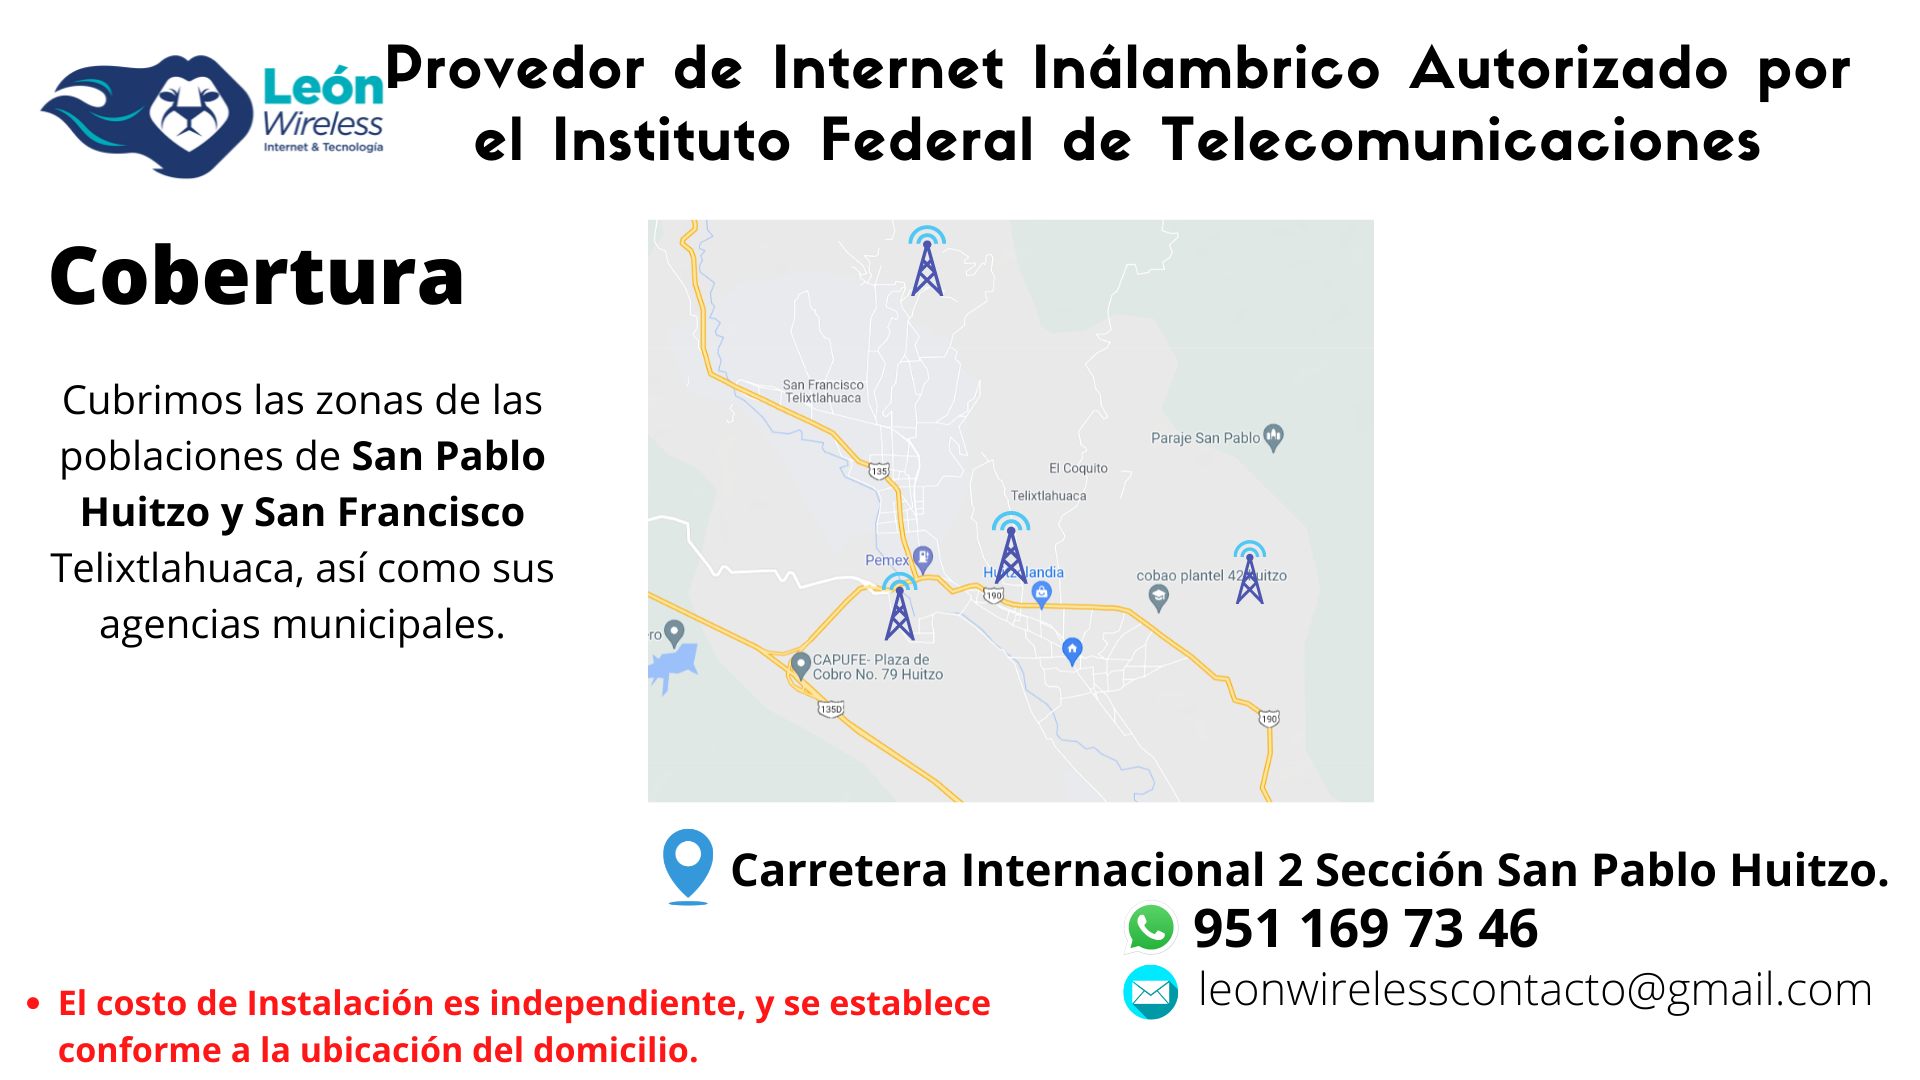 León
Wireless
Internet & Tecnología
Provedor de Internet Inálambrico Autorizado por
el Instituto Federal de Telecomunicaciones
Cobertura
Cubrimos las zonas de las
poblaciones de San Pablo
Huitzo y San Francisco
Telixtlahuaca, así como sus
agencias municipales.
San Francisco
Telixtlahuaca
Paraje San Pablo
135
El Coquito
Telixtlahuaca
Pemex
190
cobao plantel 42
CAPUFE- Plaza de
Cobro No. 79 Huitzo
135D
190
Carretera Internacional 2 Sección San Pablo Huitzo.
951 169 73 46
leonwirelesscontacto@gmail.com
El costo de Instalación es independiente, y se establece
conforme a la ubicación del domicilio.